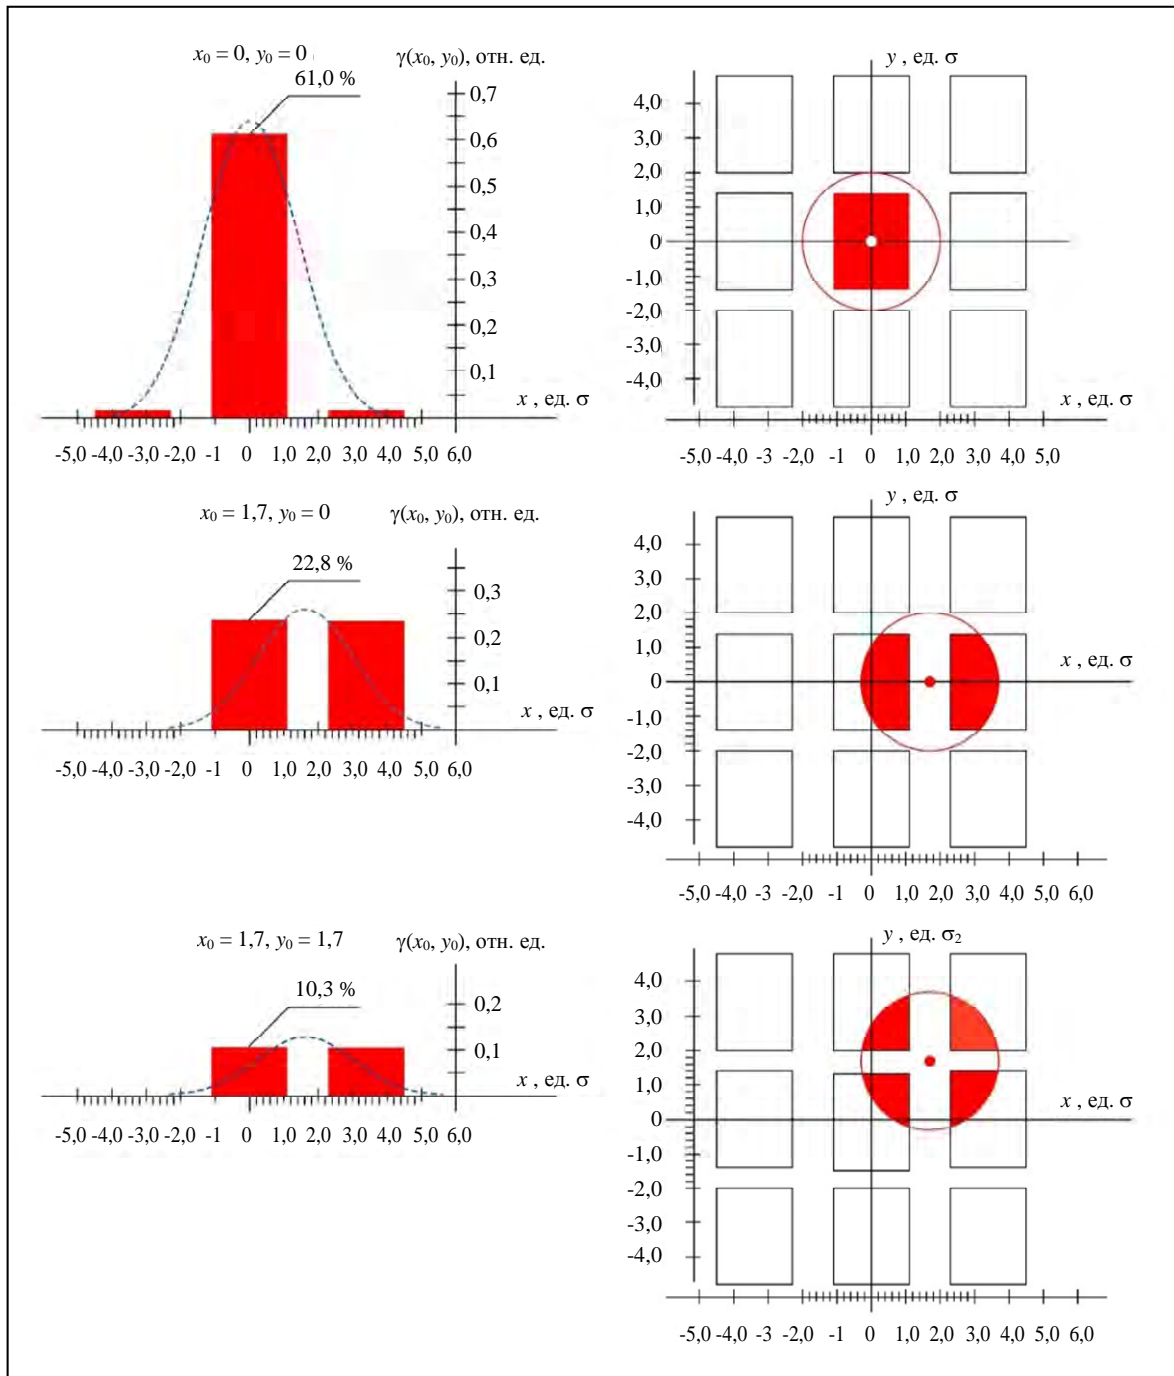 x₀ = 0, y₀ = 0
γ(x₀, y₀), отн. ед.
61,0 %
0,7
0,6
0,5
0,4
0,3
0,2
0,1
x , ед. σ
-5,0 -4,0 -3,0 -2,0 -1 0 1,0 2,0 3,0 4,0 5,0 6,0
y , ед. σ
4,0
3,0
2,0
1,0
0
-1,0
-2,0
-3,0
-4,0
x , ед. σ
-5,0 -4,0 -3 -2,0 -1 0 1,0 2,0 3,0 4,0 5,0
x₀ = 1,7, y₀ = 0
γ(x₀, y₀), отн. ед.
22,8 %
0,3
0,2
0,1
x , ед. σ
-5,0 -4,0 -3,0 -2,0 -1 0 1,0 2,0 3,0 4,0 5,0 6,0
y , ед. σ
4,0
3,0
2,0
1,0
0
-1,0
-2,0
-3,0
-4,0
x , ед. σ
-5,0 -4,0 -3 -2,0 -1 0 1,0 2,0 3,0 4,0 5,0 6,0
x₀ = 1,7, y₀ = 1,7
γ(x₀, y₀), отн. ед.
10,3 %
0,2
0,1
x , ед. σ
-5,0 -4,0 -3,0 -2,0 -1 0 1,0 2,0 3,0 4,0 5,0 6,0
y , ед. σ₂
4,0
3,0
2,0
1,0
0
-1,0
-2,0
-3,0
-4,0
x , ед. σ
-5,0 -4,0 -3 -2,0 -1 0 1,0 2,0 3,0 4,0 5,0 6,0